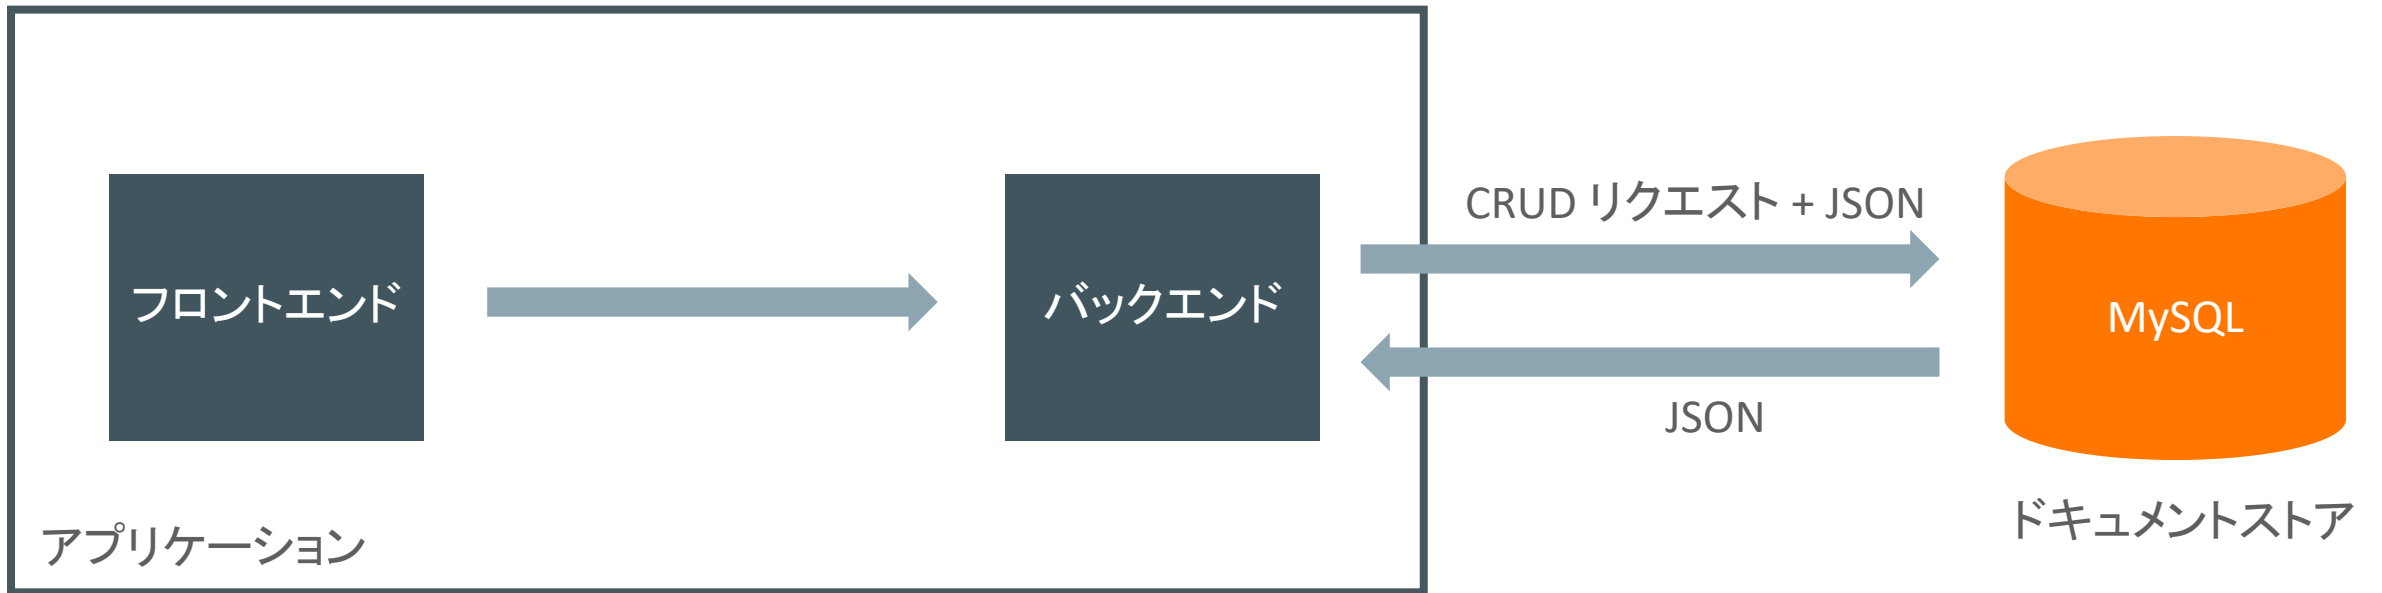 フロントエンド
バックエンド
CRUD リクエスト + JSON
JSON
MySQL
アプリケーション
ドキュメントストア